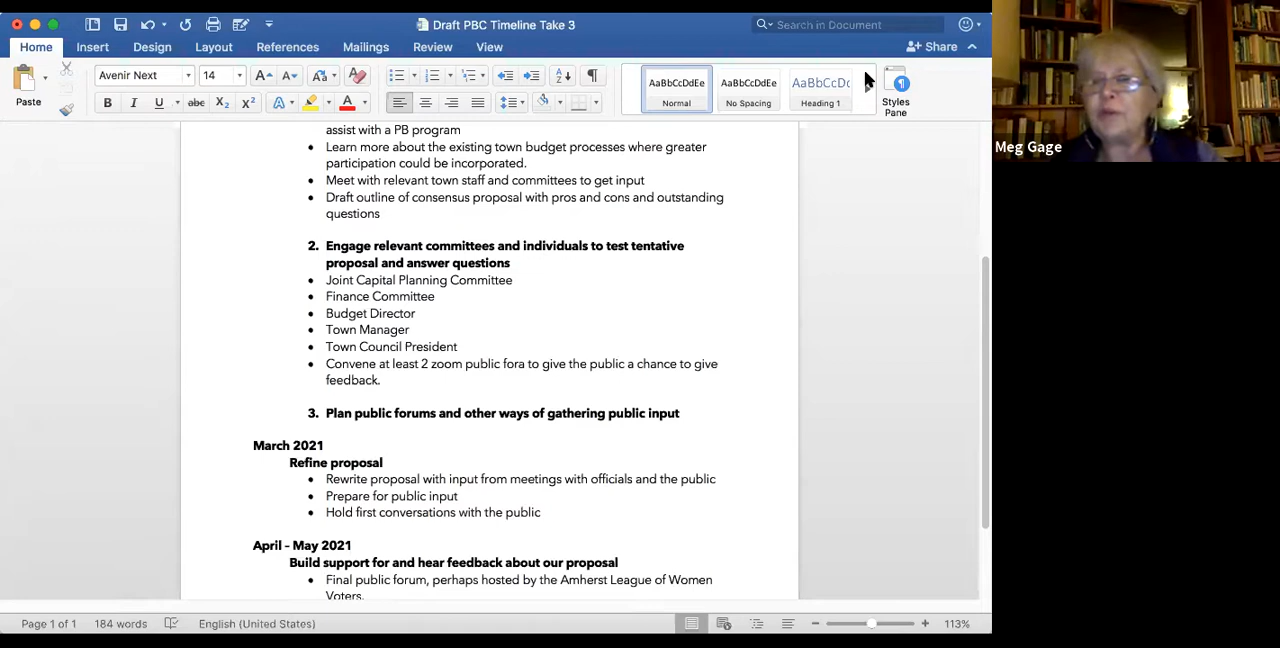 Draft PBC Timeline Take 3
Search in Document
Home Insert Design Layout References Mailings Review View
Share
Paste
Avenir Next 14
AaBbCcDdEe AaBbCcDdEe AaBbCcDc
Normal No Spacing Heading 1
Styles
Pane
Meg Gage
assist with a PB program
• Learn more about the existing town budget processes where greater
participation could be incorporated.
• Meet with relevant town staff and committees to get input
• Draft outline of consensus proposal with pros and cons and outstanding
questions
2. Engage relevant committees and individuals to test tentative
proposal and answer questions
• Joint Capital Planning Committee
• Finance Committee
• Budget Director
• Town Manager
• Town Council President
• Convene at least 2 zoom public fora to give the public a chance to give
feedback.
3. Plan public forums and other ways of gathering public input
March 2021
Refine proposal
• Rewrite proposal with input from meetings with officials and the public
• Prepare for public input
• Hold first conversations with the public
April – May 2021
Build support for and hear feedback about our proposal
• Final public forum, perhaps hosted by the Amherst League of Women
Voters.
Page 1 of 1 184 words English (United States) 113%